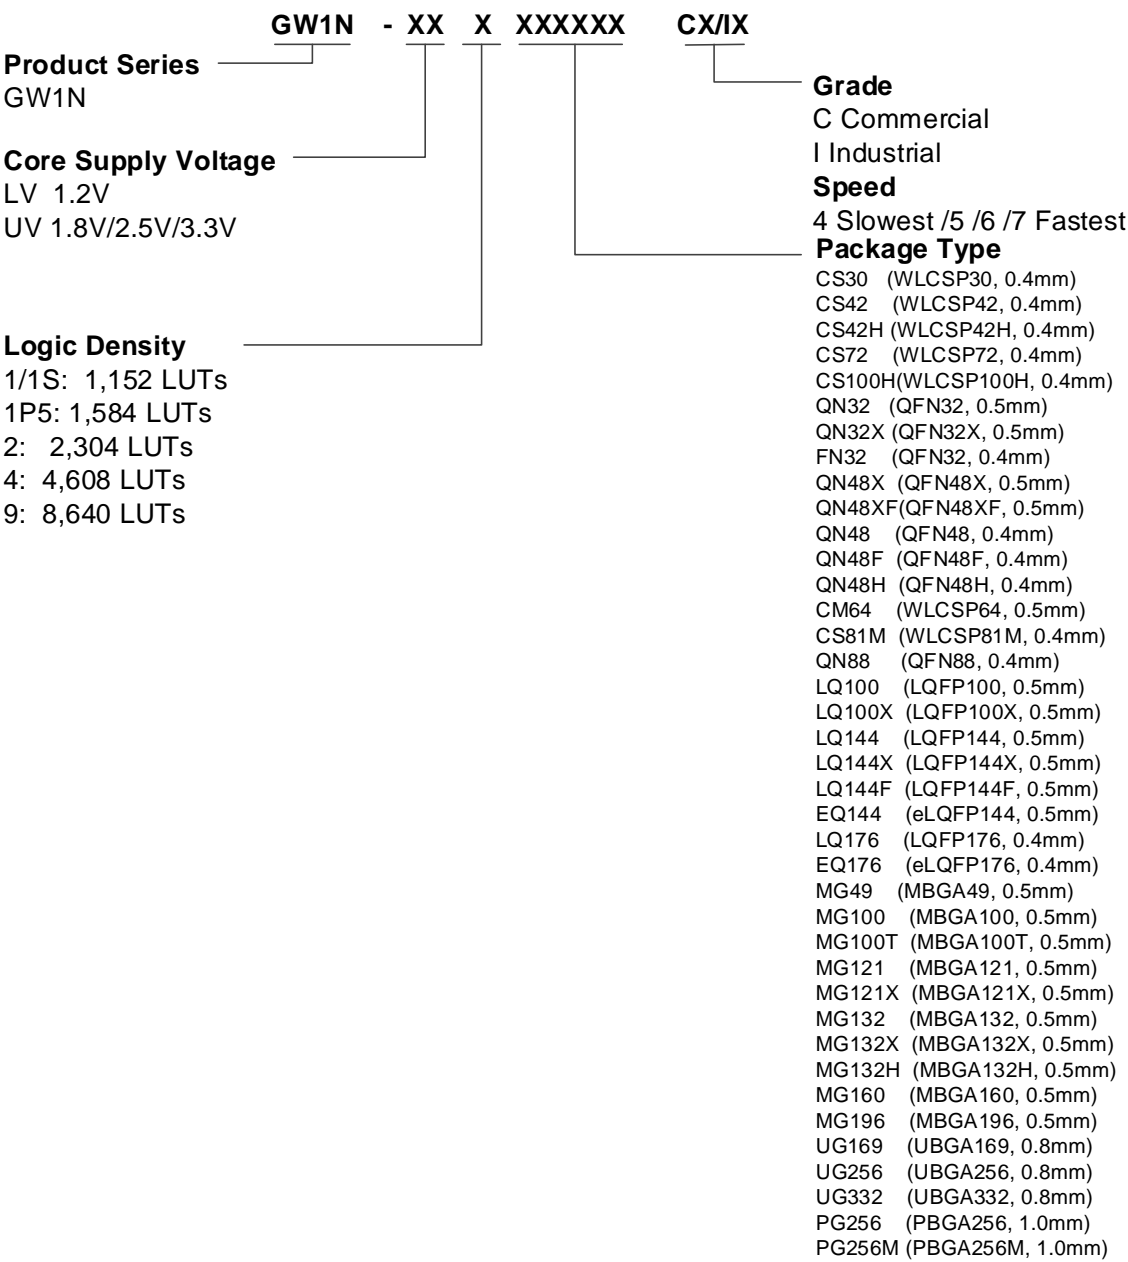 GW1N - XX X XXXXXX CX/IX
Product Series
GW1N
Core Supply Voltage
LV 1.2V
UV 1.8V/2.5V/3.3V
Logic Density
1/1S: 1,152 LUTs
1P5: 1,584 LUTs
2: 2,304 LUTs
4: 4,608 LUTs
9: 8,640 LUTs
Grade
C Commercial
I Industrial
Speed
4 Slowest /5 /6 /7 Fastest
Package Type
CS30 (WLCSP30, 0.4mm)
CS42 (WLCSP42, 0.4mm)
CS42H (WLCSP42H, 0.4mm)
CS72 (WLCSP72, 0.4mm)
CS100H(WLCSP100H, 0.4mm)
QN32 (QFN32, 0.5mm)
QN32X (QFN32X, 0.5mm)
FN32 (QFN32, 0.4mm)
QN48X (QFN48X, 0.5mm)
QN48XF(QFN48XF, 0.5mm)
QN48 (QFN48, 0.4mm)
QN48F (QFN48F, 0.4mm)
QN48H (QFN48H, 0.4mm)
CM64 (WLCSP64, 0.5mm)
CS81M (WLCSP81M, 0.4mm)
QN88 (QFN88, 0.4mm)
LQ100 (LQFP100, 0.5mm)
LQ100X (LQFP100X, 0.5mm)
LQ144 (LQFP144, 0.5mm)
LQ144X (LQFP144X, 0.5mm)
LQ144F (LQFP144F, 0.5mm)
EQ144 (eLQFP144, 0.5mm)
LQ176 (LQFP176, 0.4mm)
EQ176 (eLQFP176, 0.4mm)
MG49 (MBGA49, 0.5mm)
MG100 (MBGA100, 0.5mm)
MG100T (MBGA100T, 0.5mm)
MG121 (MBGA121, 0.5mm)
MG121X (MBGA121X, 0.5mm)
MG132 (MBGA132, 0.5mm)
MG132X (MBGA132X, 0.5mm)
MG132H (MBGA132H, 0.5mm)
MG160 (MBGA160, 0.5mm)
MG196 (MBGA196, 0.5mm)
UG169 (UBGA169, 0.8mm)
UG256 (UBGA256, 0.8mm)
UG332 (UBGA332, 0.8mm)
PG256 (PBGA256, 1.0mm)
PG256M (PBGA256M, 1.0mm)